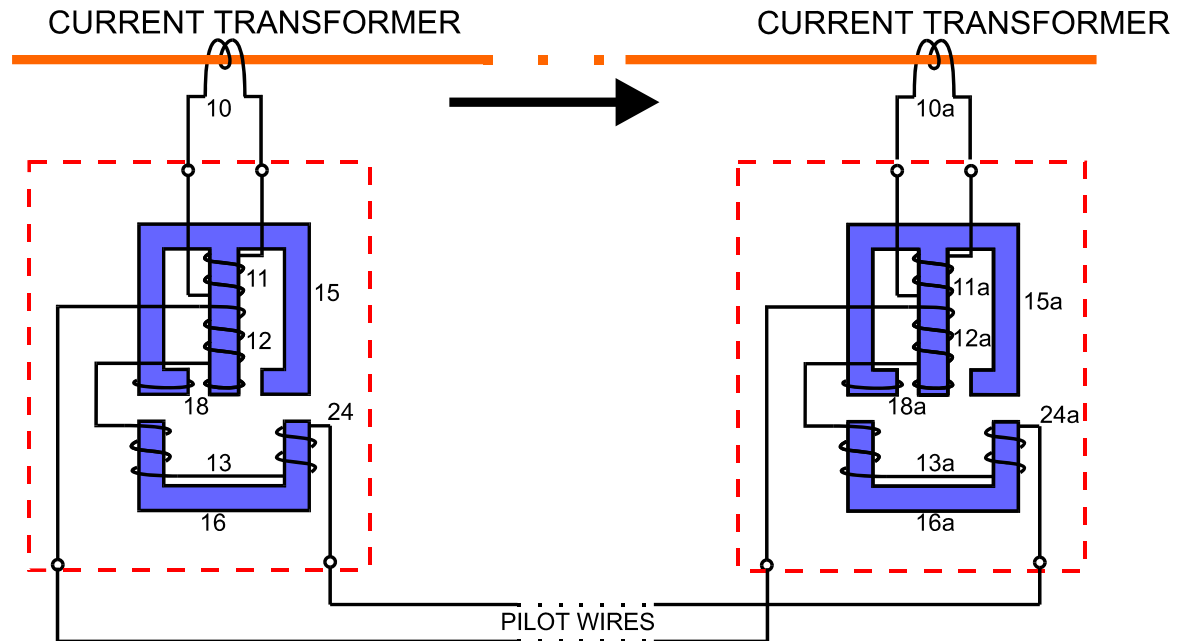 CURRENT TRANSFORMER
CURRENT TRANSFORMER
10
10a
11
11a
15
15a
12
12a
18
18a
24
24a
13
13a
16
16a
PILOT WIRES